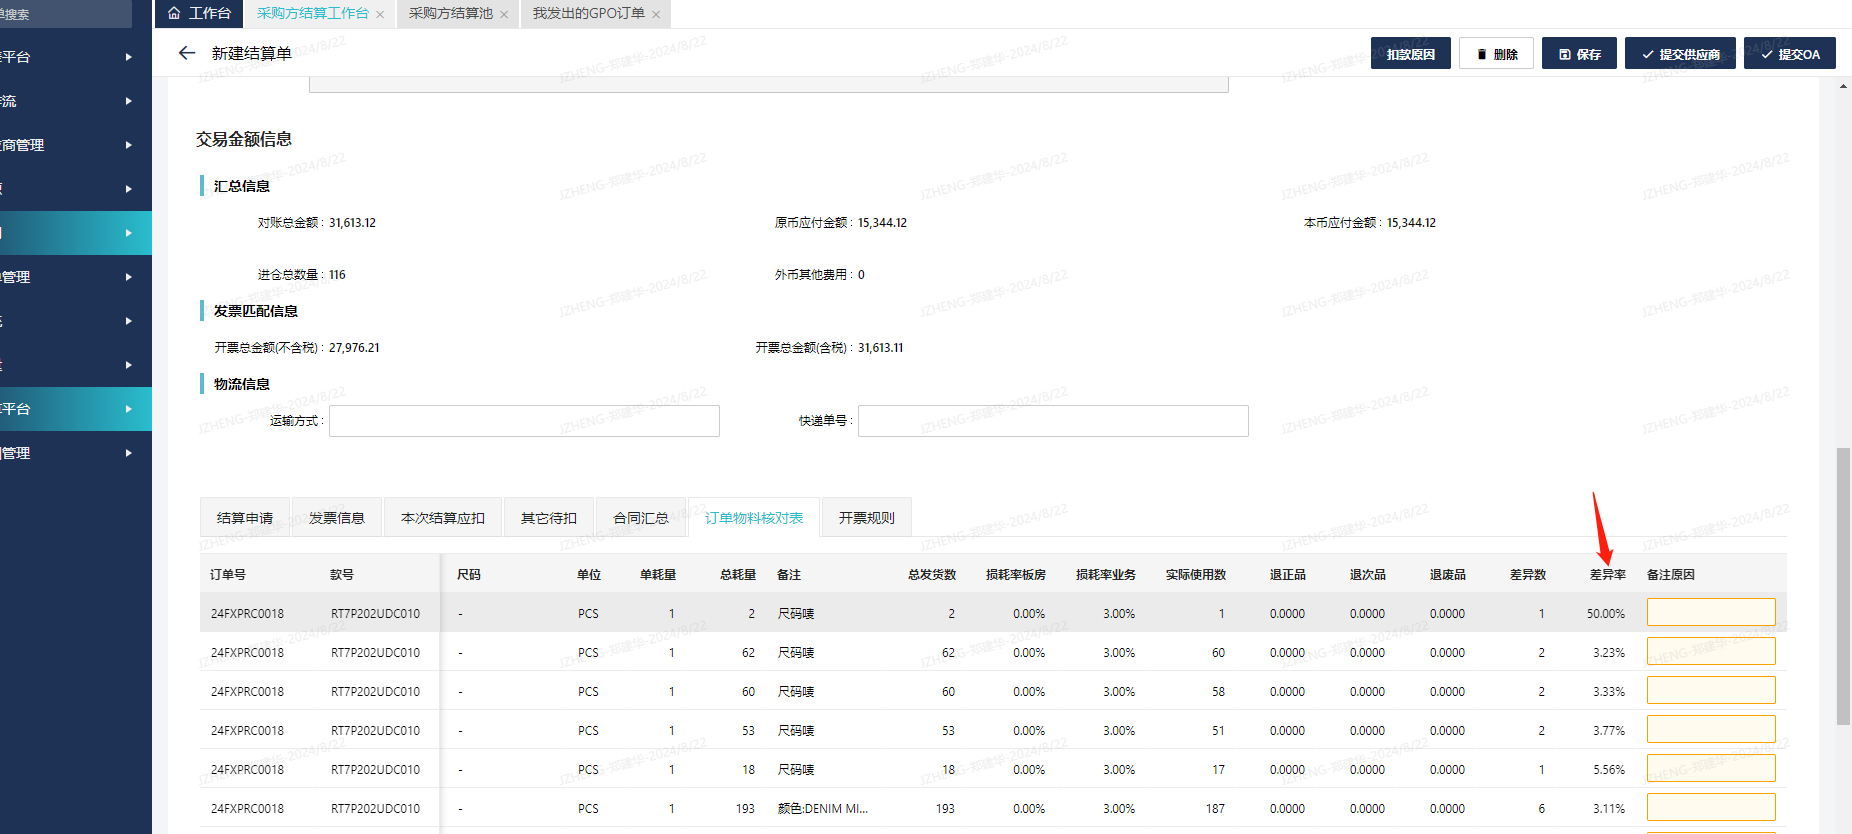 单搜索
工作台
采购方结算工作台 ×
采购方结算池 ×
我发出的GPO订单 ×
平台
流
商管理
管理
平台
管理
新建结算单
扣款原因
删除
保存
提交供应商
提交OA
交易金额信息
汇总信息
对账总金额 : 31,613.12
原币应付金额 : 15,344.12
本币应付金额 : 15,344.12
进仓总数量 : 116
外币其他费用 : 0
发票匹配信息
开票总金额(不含税) : 27,976.21
开票总金额(含税) : 31,613.11
物流信息
运输方式 :
快递单号 :
结算申请 发票信息 本次结算应扣 其它待扣 合同汇总 订单物料核对表 开票规则
订单号 款号 尺码 单位 单耗量 总耗量 备注 总发货数 损耗率板房 损耗率业务 实际使用数 退正品 退次品 退废品 差异数 差异率 备注原因
24FXPRC0018 RT7P202UDC010 - PCS 1 2 尺码唛 2 0.00% 3.00% 1 0.0000 0.0000 0.0000 1 50.00%
24FXPRC0018 RT7P202UDC010 - PCS 1 62 尺码唛 62 0.00% 3.00% 60 0.0000 0.0000 0.0000 2 3.23%
24FXPRC0018 RT7P202UDC010 - PCS 1 60 尺码唛 60 0.00% 3.00% 58 0.0000 0.0000 0.0000 2 3.33%
24FXPRC0018 RT7P202UDC010 - PCS 1 53 尺码唛 53 0.00% 3.00% 51 0.0000 0.0000 0.0000 2 3.77%
24FXPRC0018 RT7P202UDC010 - PCS 1 18 尺码唛 18 0.00% 3.00% 17 0.0000 0.0000 0.0000 1 5.56%
24FXPRC0018 RT7P202UDC010 - PCS 1 193 颜色:DENIM MI... 193 0.00% 3.00% 187 0.0000 0.0000 0.0000 6 3.11%
JZHENG-郑建华-2024/8/22